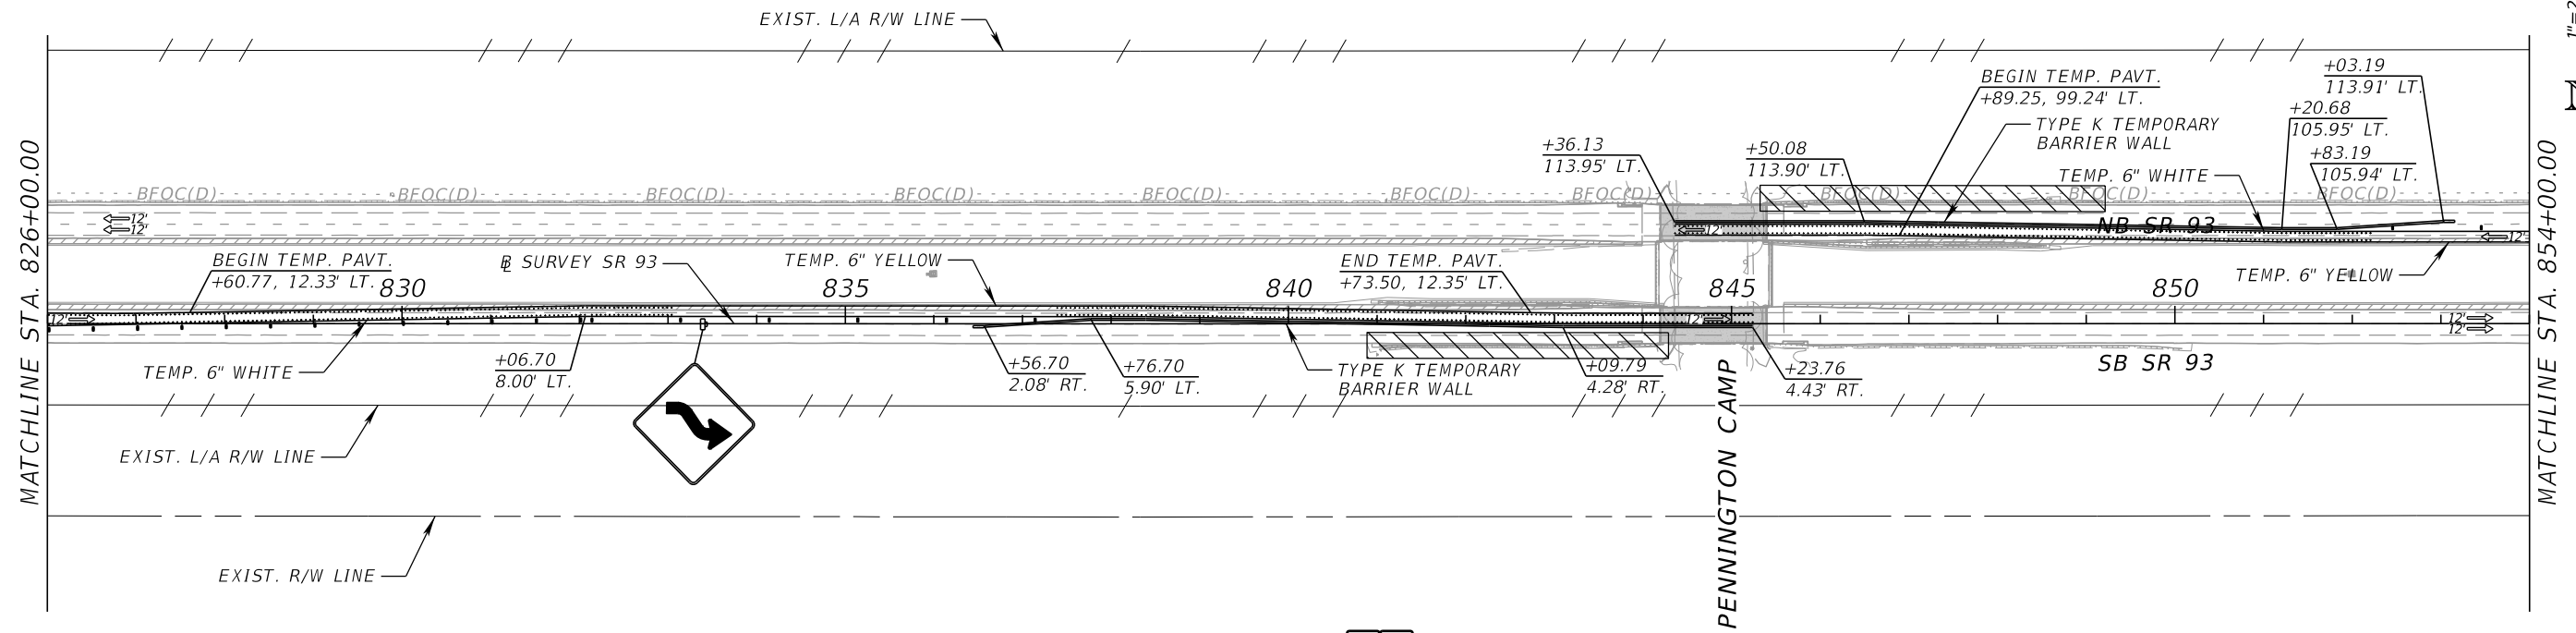 EXIST. L/A R/W LINE
+03.19
113.91' LT.
BEGIN TEMP. PAVT.
+89.25, 99.24' LT.
+20.68
105.95' LT.
TYPE K TEMPORARY
BARRIER WALL
+36.13
113.95' LT.
+50.08
113.90' LT.
+83.19
105.94' LT.
TEMP. 6" WHITE
MATCHLINE STA. 826+00.00
MATCHLINE STA. 854+00.00
BFOC(D) BFOC(D) BFOC(D) BFOC(D) BFOC(D) BFOC(D) BFOC(D) BFOC(D) BFOC(D) BFOC(D)
12'
12'
NB SR 93
12'
12'
BEGIN TEMP. PAVT.
+60.77, 12.33' LT.
SURVEY SR 93
TEMP. 6" YELLOW
END TEMP. PAVT.
+73.50, 12.35' LT.
TEMP. 6" YELLOW
830 835 840 845 850
12'
12'
12'
12'
TEMP. 6" WHITE
+06.70
8.00' LT.
+56.70
2.08' RT.
+76.70
5.90' LT.
TYPE K TEMPORARY
BARRIER WALL
+09.79
4.28' RT.
+23.76
4.43' RT.
SB SR 93
PENNINGTON CAMP
EXIST. L/A R/W LINE
EXIST. R/W LINE